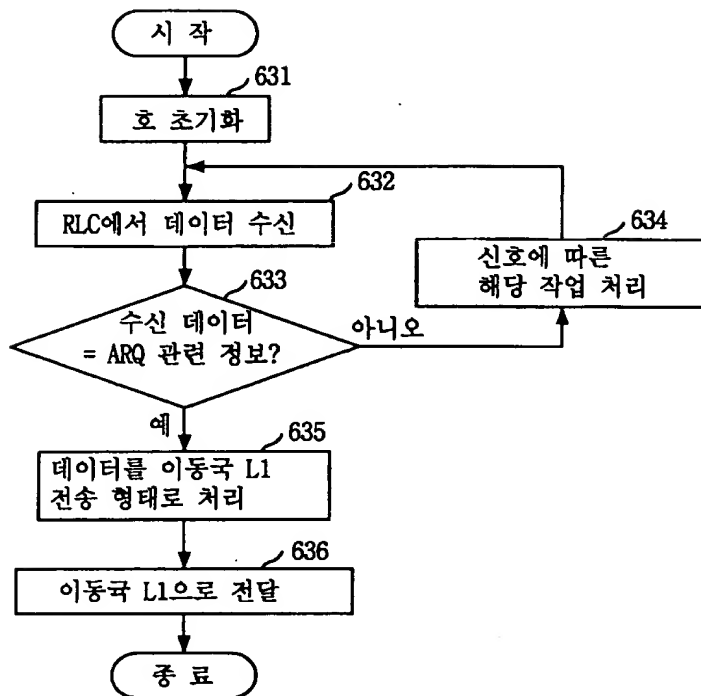 시 작
631
호 초기화
632
RLC에서 데이터 수신
634
신호에 따른
해당 작업 처리
633
수신 데이터
= ARQ 관련 정보?
아니오
예
635
데이터를 이동국 L1
전송 형태로 처리
636
이동국 L1으로 전달
종 료